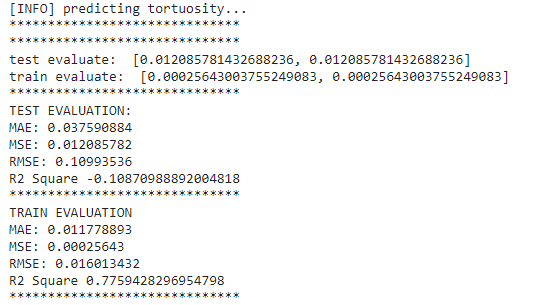 [INFO] predicting tortuosity...
******************************
******************************
test evaluate:  [0.012085781432688236, 0.012085781432688236]
train evaluate:  [0.00025643003755249083, 0.00025643003755249083]
******************************
TEST EVALUATION:
MAE: 0.037590884
MSE: 0.012085782
RMSE: 0.10993536
R2 Square -0.10870988892004818
******************************
TRAIN EVALUATION
MAE: 0.011778893
MSE: 0.00025643
RMSE: 0.016013432
R2 Square 0.7759428296954798
******************************